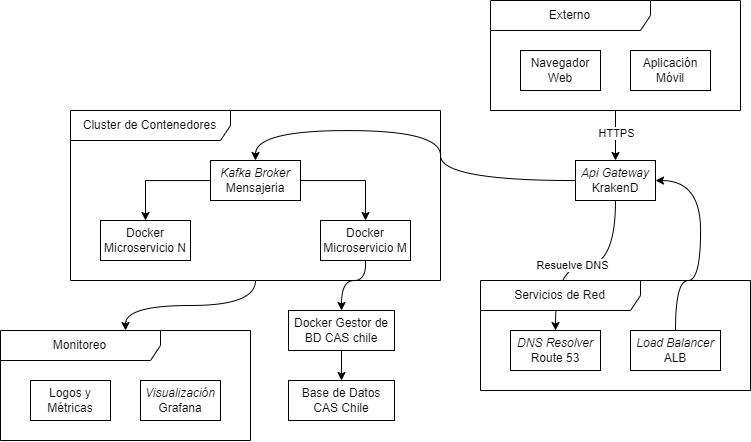 Externo
Navegador
Web
Aplicación
Móvil
HTTPS
Cluster de Contenedores
Kafka Broker
Mensajeria
Api Gateway
KrakenD
Docker
Microservicio N
Docker
Microservicio M
Resuelve DNS
Servicios de Red
Docker Gestor de
BD CAS chile
DNS Resolver
Route 53
Load Balancer
ALB
Monitoreo
Logos y
Métricas
Visualización
Grafana
Base de Datos
CAS Chile